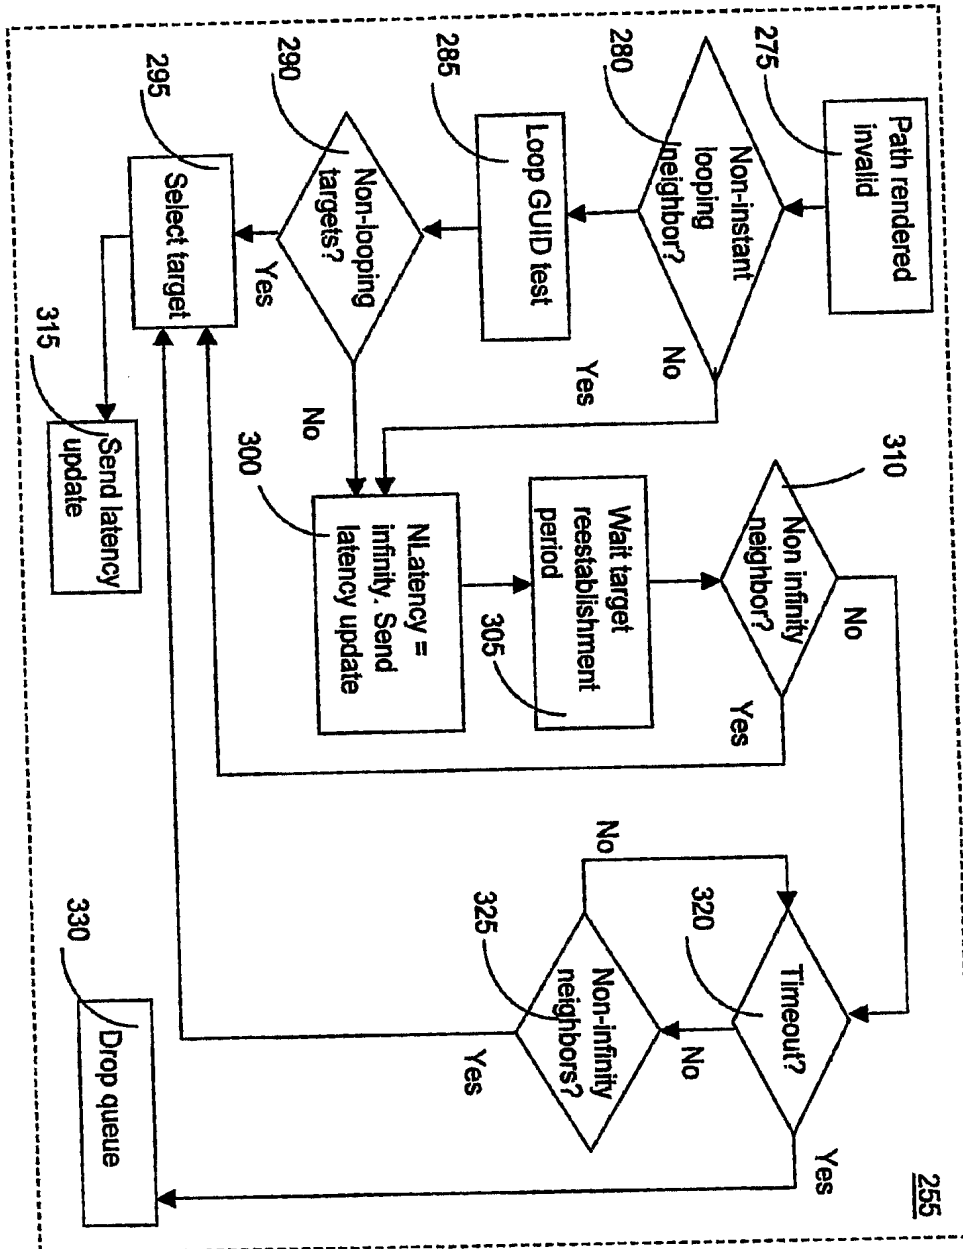 255
275
Path rendered
invalid
280
Non-instant
looping
neighbor?
No
Yes
285
Loop GUID test
290
Non-looping
targets?
Yes
No
295
Select target
315
Send latency
update
300
NLatency =
infinity. Send
latency update
305
Wait target
reestablishment
period
310
Non infinity
neighbor?
No
Yes
320
Timeout?
No
Yes
325
Non-infinity
neighbors?
No
Yes
330
Drop queue